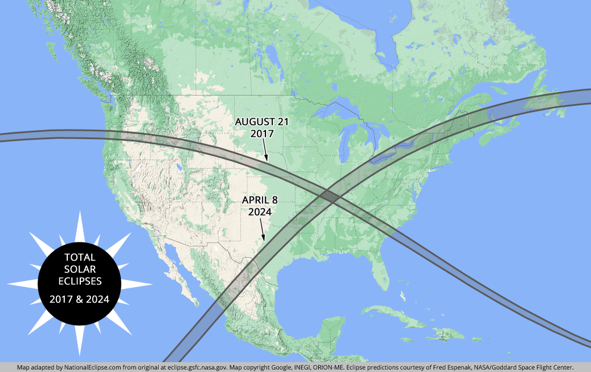 AUGUST 21
2017
APRIL 8
2024
TOTAL
SOLAR
ECLIPSES
2017 & 2024
Map adapted by NationalEclipse.com from original at eclipse.gsfc.nasa.gov. Map copyright Google, INEGI, ORION-ME. Eclipse predictions courtesy of Fred Espenak, NASA/Goddard Space Flight Center.